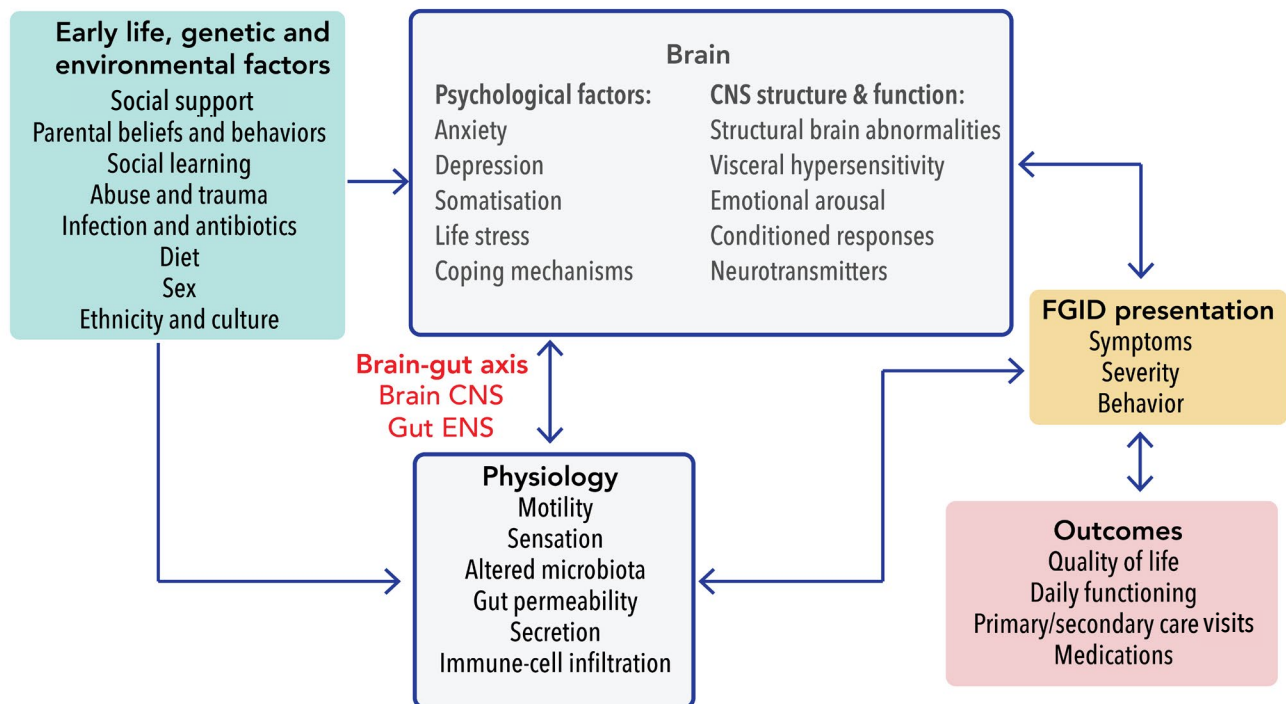 Early life, genetic and
environmental factors
Social support
Parental beliefs and behaviors
Social learning
Abuse and trauma
Infection and antibiotics
Diet
Sex
Ethnicity and culture
Brain
Psychological factors:
Anxiety
Depression
Somatisation
Life stress
Coping mechanisms
CNS structure & function:
Structural brain abnormalities
Visceral hypersensitivity
Emotional arousal
Conditioned responses
Neurotransmitters
Brain-gut axis
Brain CNS
Gut ENS
Physiology
Motility
Sensation
Altered microbiota
Gut permeability
Secretion
Immune-cell infiltration
FGID presentation
Symptoms
Severity
Behavior
Outcomes
Quality of life
Daily functioning
Primary/secondary care visits
Medications